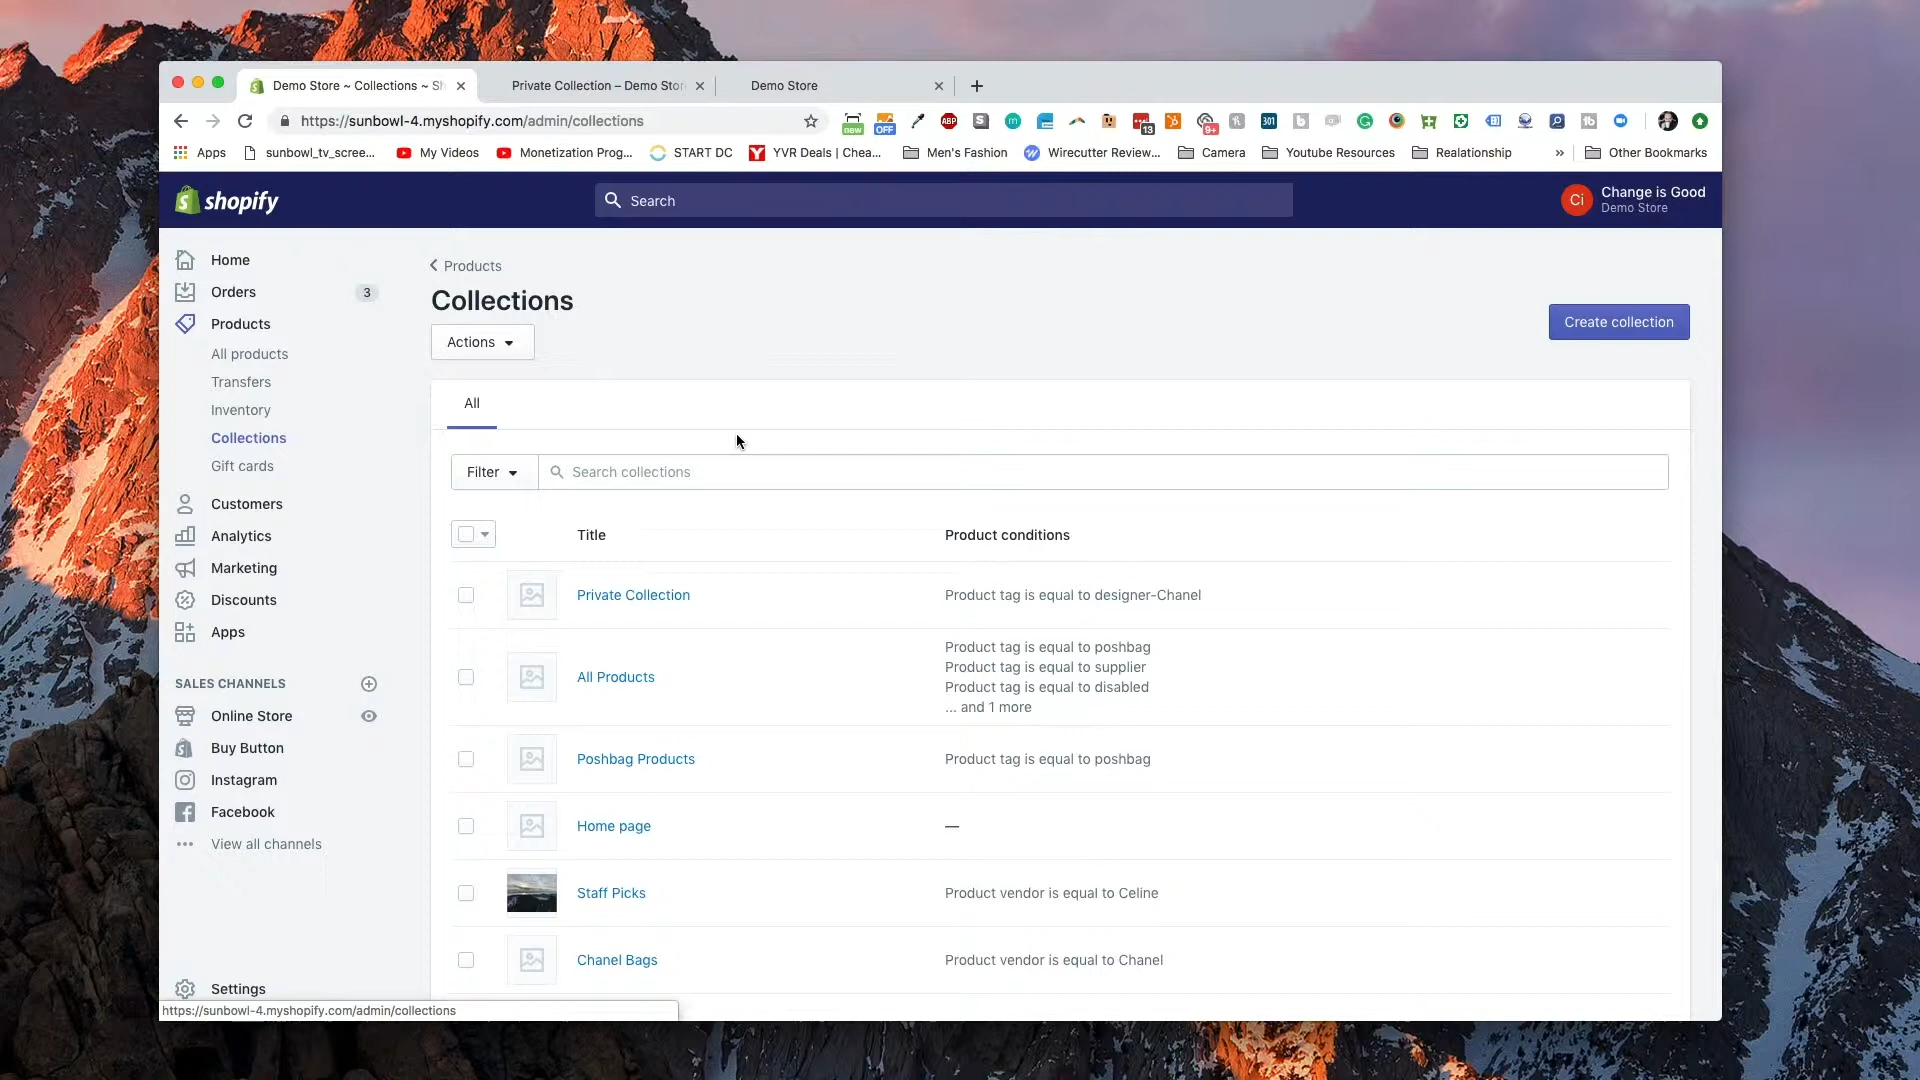 Demo Store ~ Collections ~ Sh
Private Collection – Demo Stor
Demo Store
https://sunbowl-4.myshopify.com/admin/collections
new
OFF
ABP
13
9+
301
Apps
sunbowl_tv_scree...
My Videos
Monetization Prog...
START DC
YVR Deals | Chea...
Men's Fashion
Wirecutter Review...
Camera
Youtube Resources
Realationship
»
Other Bookmarks
shopify
Search
Ci
Change is Good
Demo Store
Home
Orders
3
Products
All products
Transfers
Inventory
Collections
Gift cards
Customers
Analytics
Marketing
Discounts
Apps
SALES CHANNELS
Online Store
Buy Button
Instagram
Facebook
View all channels
Settings
https://sunbowl-4.myshopify.com/admin/collections
Products
Collections
Actions
Create collection
All
Filter
Search collections
Title
Product conditions
Private Collection
Product tag is equal to designer-Chanel
All Products
Product tag is equal to poshbag
Product tag is equal to supplier
Product tag is equal to disabled
... and 1 more
Poshbag Products
Product tag is equal to poshbag
Home page
—
Staff Picks
Product vendor is equal to Celine
Chanel Bags
Product vendor is equal to Chanel